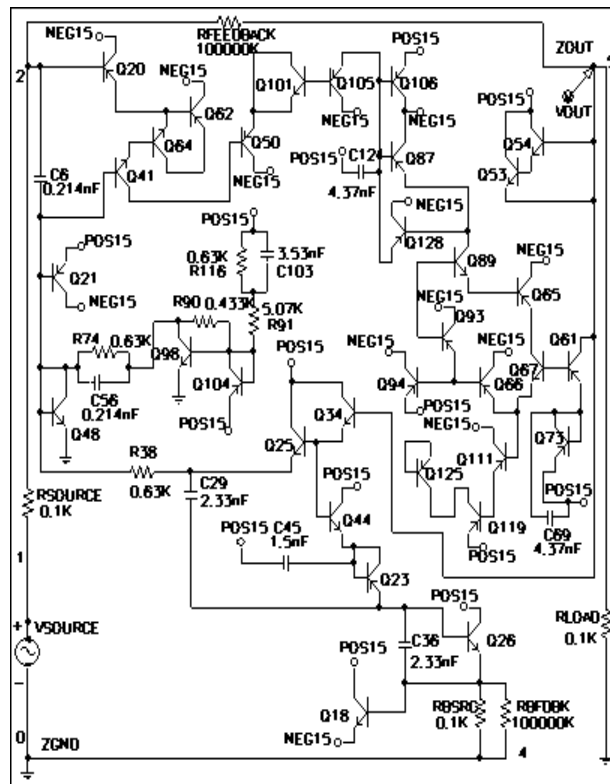 RFEEDBACK
100000K
NEG15
POS15
ZOUT
2
Q20
NEG15
Q101
Q105
Q106
VOUT
Q62
NEG15
NEG15
POS15
Q54
Q64
Q50
POS15
C124
Q87
Q53
C6
0.214nF
Q41
NEG15
4.37nF
POS15
NEG15
POS15
3.53nF
0.63K
R116
C103
Q128
Q89
NEG15
Q21
NEG15
R90
0.433K
5.07K
R91
NEG15
Q93
Q65
R74
0.63K
Q98
POS15
NEG15
NEG15
Q61
Q67
C56
0.214nF
Q104
Q34
Q94
Q66
Q48
POS15
POS15
Q25
NEG15
Q73
R38
Q111
Q125
POS15
0.63K
C29
2.33nF
POS15
RSOURCE
0.1K
Q44
Q119
C69
POS15
C45
1.5nF
POS15
4.37nF
1
Q23
VSOURCE
POS15
RLOAD
0.1K
+
C36
2.33nF
Q26
POS15
-
Q18
RBSRC
0.1K
RBFDBK
100000K
NEG15
0
ZGND
4